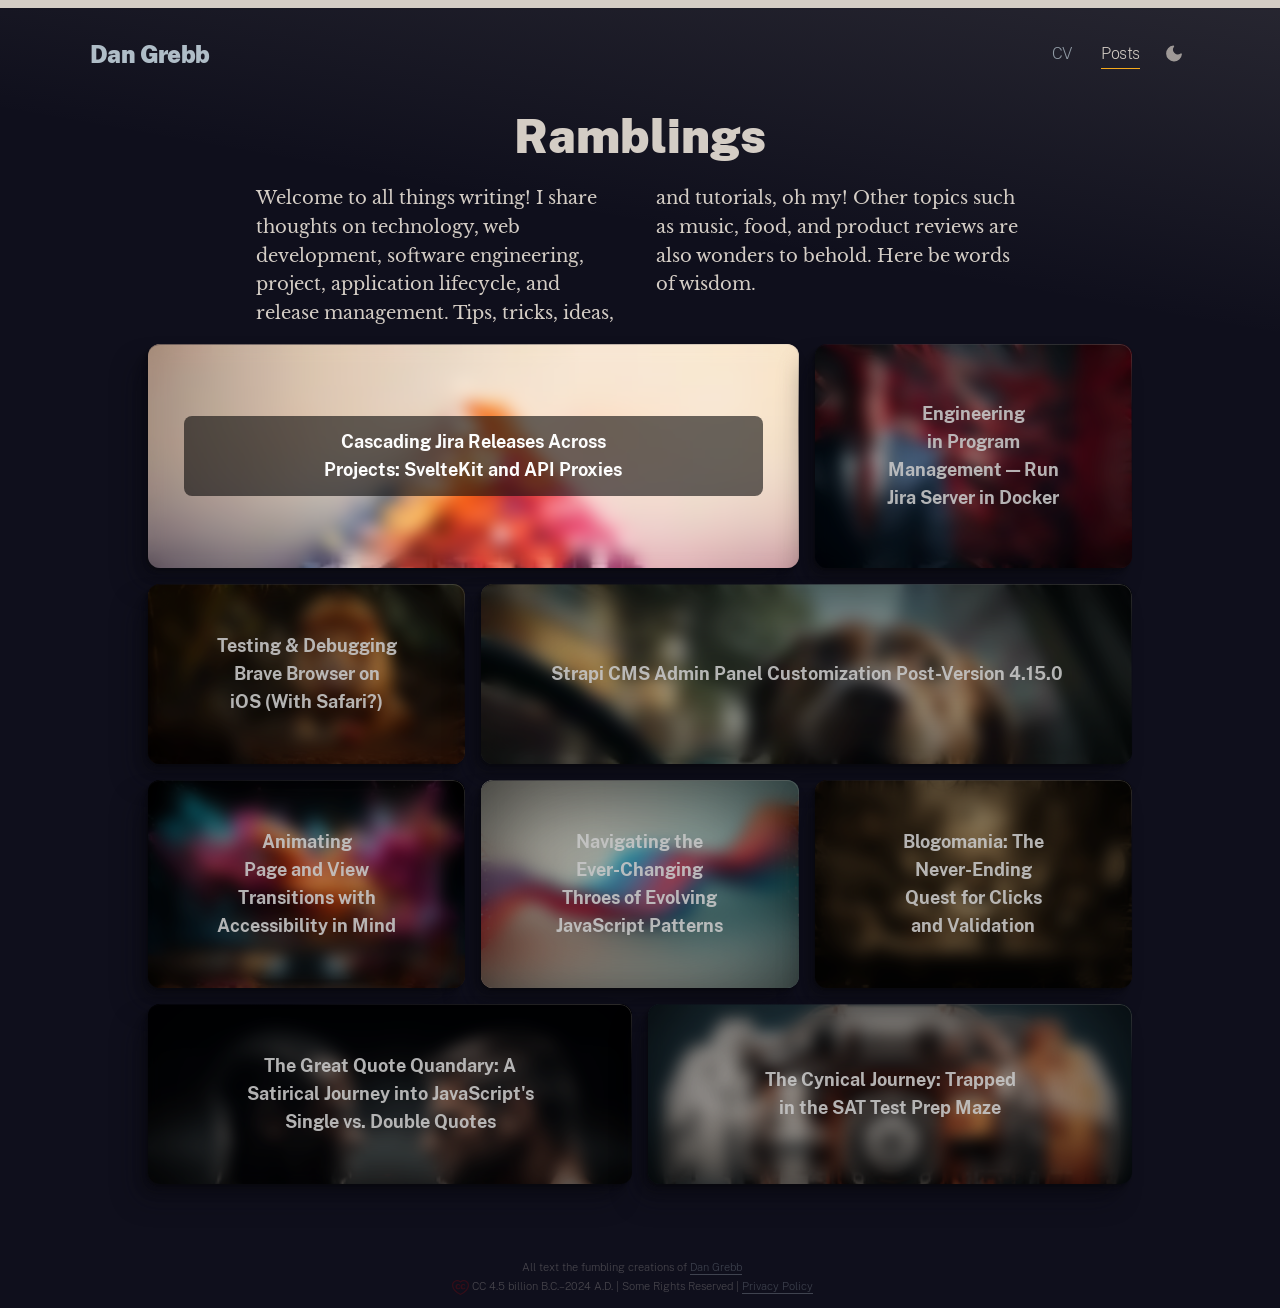 Dan Grebb
CV
Posts
Ramblings
Welcome to all things writing! I share
thoughts on technology, web
development, software engineering,
project, application lifecycle, and
release management. Tips, tricks, ideas,
and tutorials, oh my! Other topics such
as music, food, and product reviews are
also wonders to behold. Here be words
of wisdom.
Cascading Jira Releases Across
Projects: SvelteKit and API Proxies
Engineering
in Program
Management — Run
Jira Server in Docker
Testing & Debugging
Brave Browser on
iOS (With Safari?)
Strapi CMS Admin Panel Customization Post-Version 4.15.0
Animating
Page and View
Transitions with
Accessibility in Mind
Navigating the
Ever-Changing
Throes of Evolving
JavaScript Patterns
Blogomania: The
Never-Ending
Quest for Clicks
and Validation
The Great Quote Quandary: A
Satirical Journey into JavaScript's
Single vs. Double Quotes
The Cynical Journey: Trapped
in the SAT Test Prep Maze
All text the fumbling creations of Dan Grebb
CC 4.5 billion B.C.–2024 A.D. | Some Rights Reserved | Privacy Policy